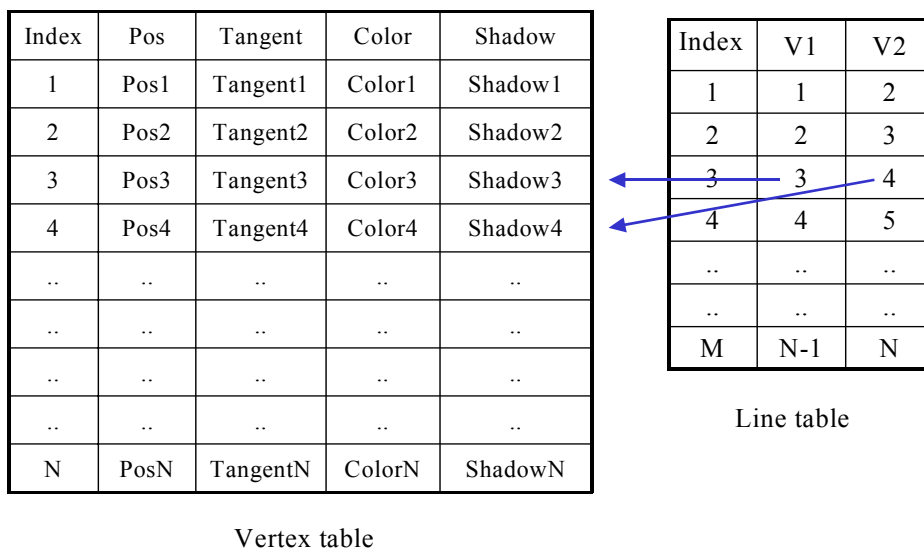 Index Pos Tangent Color Shadow
1 Pos1 Tangent1 Color1 Shadow1
2 Pos2 Tangent2 Color2 Shadow2
3 Pos3 Tangent3 Color3 Shadow3
4 Pos4 Tangent4 Color4 Shadow4
.. .. .. .. ..
.. .. .. .. ..
.. .. .. .. ..
.. .. .. .. ..
N PosN TangentN ColorN ShadowN
Vertex table
Index V1 V2
1 1 2
2 2 3
3 3 4
4 4 5
.. .. ..
.. .. ..
M N-1 N
Line table